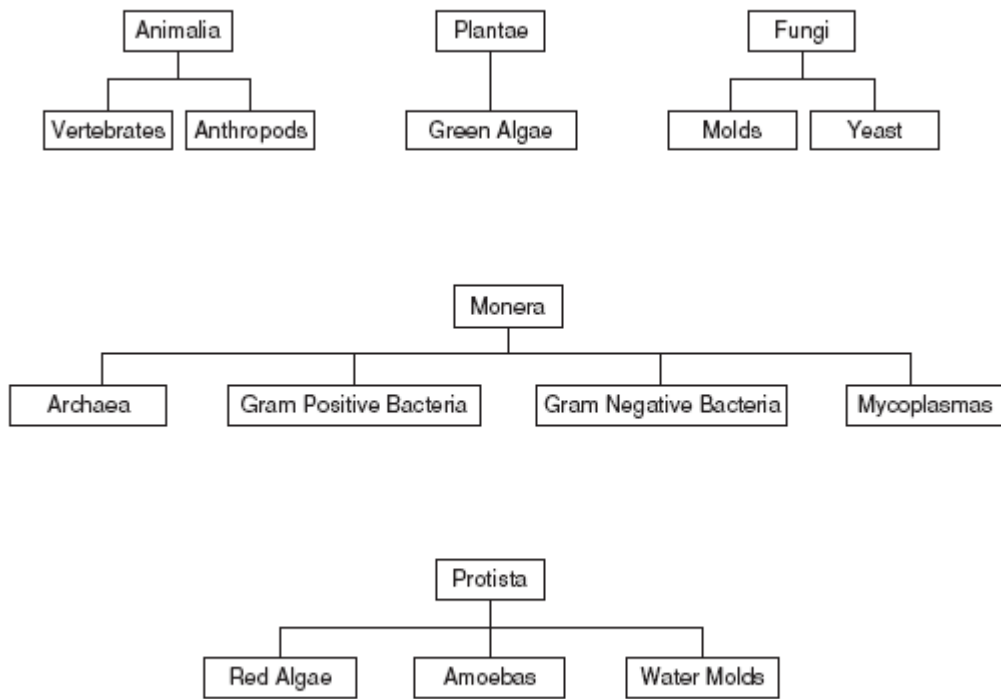 Animalia
Plantae
Fungi
Vertebrates
Anthropods
Green Algae
Molds
Yeast
Monera
Archaea
Gram Positive Bacteria
Gram Negative Bacteria
Mycoplasmas
Protista
Red Algae
Amoebas
Water Molds